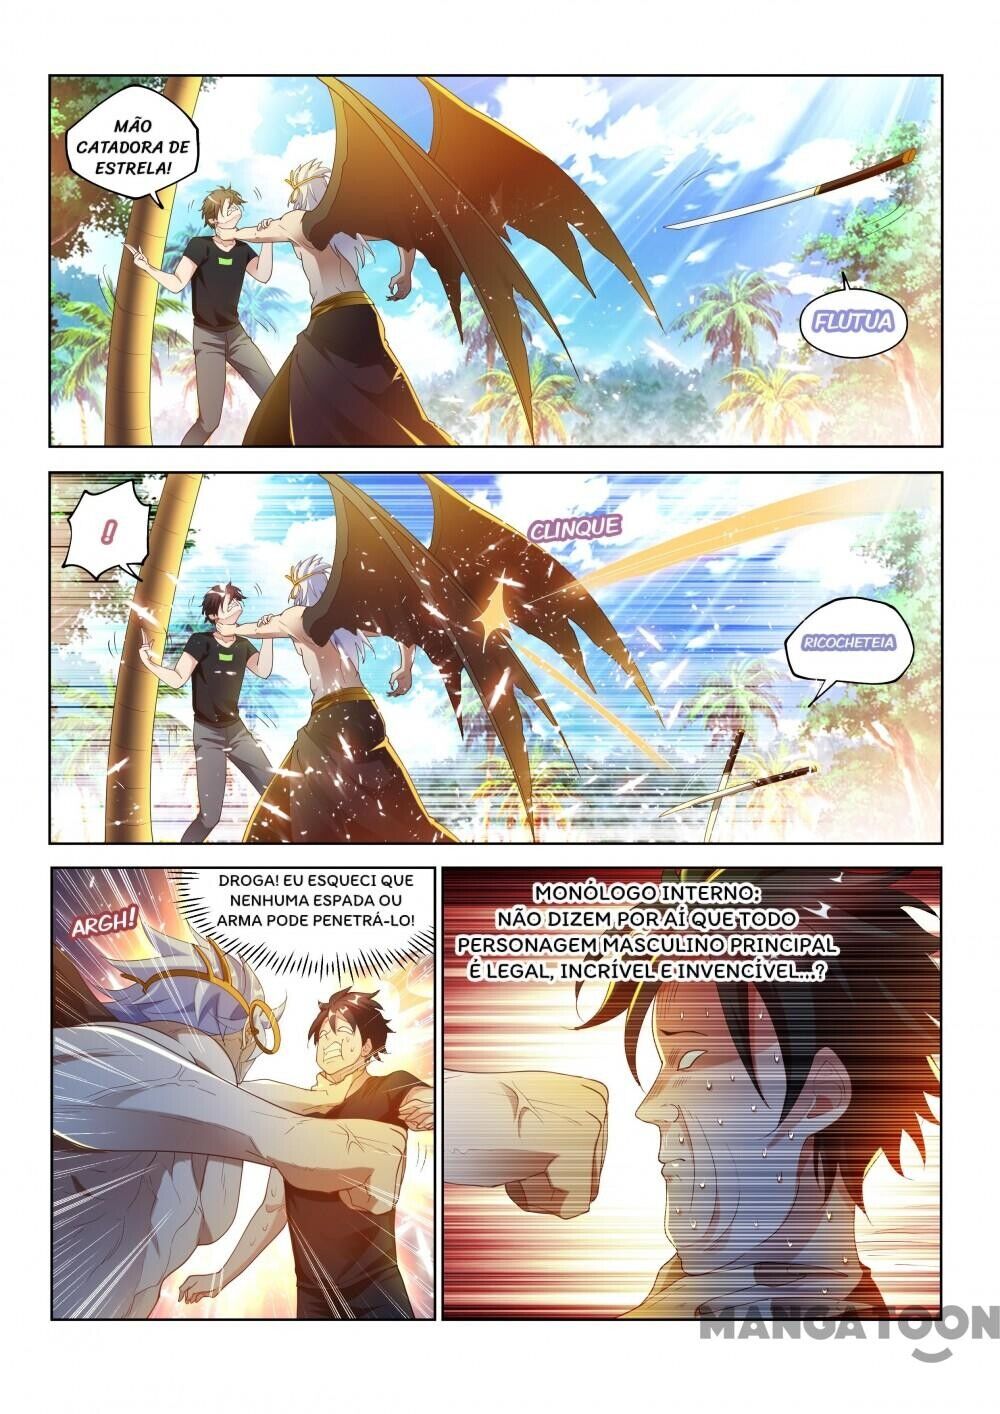 MÃO
CATADORA DE
ESTRELA!
FLUTUA
!
CLINQUE
RICOCHETEIA
ARGH!
DROGA! EU ESQUECI QUE
NENHUMA ESPADA OU
ARMA PODE PENETRÁ-LO!
MONÓLOGO INTERNO:
NÃO DIZEM POR AÍ QUE TODO
PERSONAGEM MASCULINO PRINCIPAL
É LEGAL, INCRÍVEL E INVENCÍVEL...?
MANGATOON